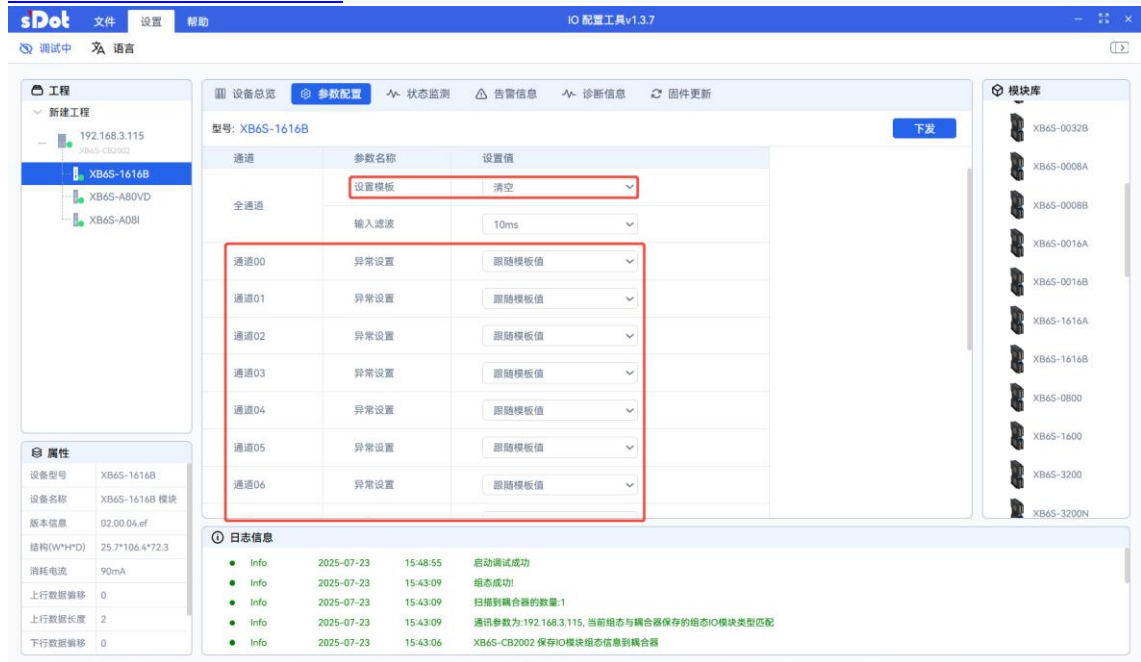 sDot 文件 设置 帮助 IO 配置工具v1.3.7
调试中 语言
工程
新建工程
192.168.3.115
XB6S-CB2002
XB6S-1616B
XB6S-A80VD
XB6S-A08I
设备总览 参数配置 状态监测 告警信息 诊断信息 固件更新
型号: XB6S-1616B 下发
通道 参数名称 设置值
全通道
设置模板 清空
输入滤波 10ms
通道00 异常设置 跟随模板值
通道01 异常设置 跟随模板值
通道02 异常设置 跟随模板值
通道03 异常设置 跟随模板值
通道04 异常设置 跟随模板值
通道05 异常设置 跟随模板值
通道06 异常设置 跟随模板值
模块库
XB6S-0032B
XB6S-0008A
XB6S-0008B
XB6S-0016A
XB6S-0016B
XB6S-1616A
XB6S-1616B
XB6S-0800
XB6S-1600
XB6S-3200
XB6S-3200N
属性
设备型号 XB6S-1616B
设备名称 XB6S-1616B 模块
版本信息 02.00.04.ef
结构(W*H*D) 25.7*106.4*72.3
消耗电流 90mA
上行数据偏移 0
上行数据长度 2
下行数据偏移 0
日志信息
Info 2025-07-23 15:48:55 启动调试成功
Info 2025-07-23 15:43:09 组态成功!
Info 2025-07-23 15:43:09 扫描到耦合器的数量:1
Info 2025-07-23 15:43:09 通讯参数为:192.168.3.115, 当前组态与耦合器保存的组态IO模块类型匹配
Info 2025-07-23 15:43:06 XB6S-CB2002 保存IO模块组态信息到耦合器